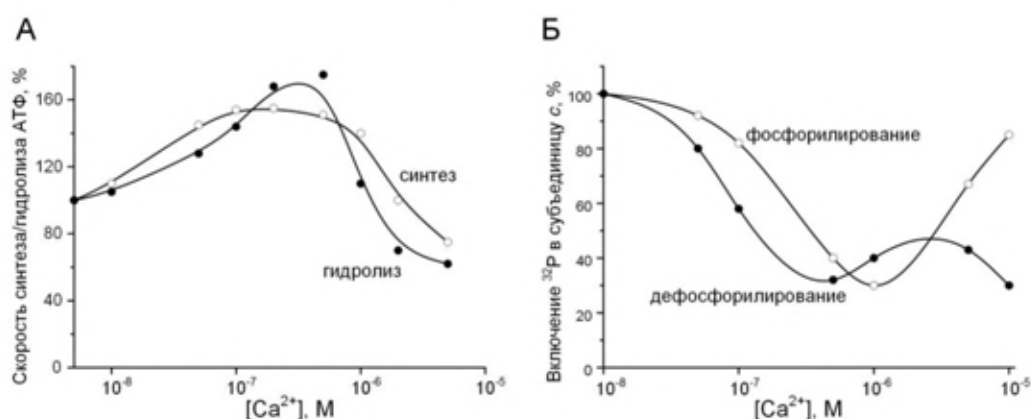 А
Скорость синтеза/гидролиза АТФ, %
160
120
80
40
0
синтез
гидролиз
10⁻⁸
10⁻⁷
10⁻⁶
10⁻⁵
[Ca²⁺], М
Б
Включение ³²P в субъединицу c, %
100
80
60
40
20
0
фосфорилирование
дефосфорилирование
10⁻⁸
10⁻⁷
10⁻⁶
10⁻⁵
[Ca²⁺], М